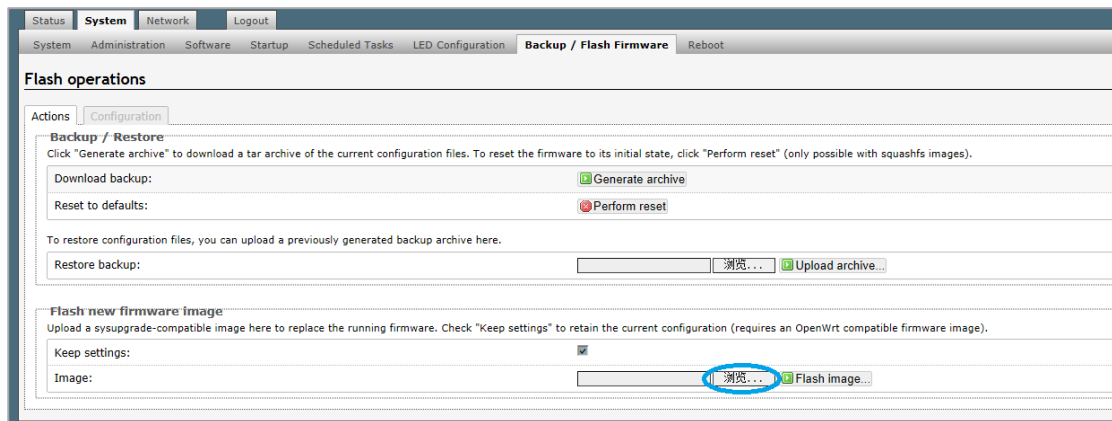 Status System Network Logout
System Administration Software Startup Scheduled Tasks LED Configuration Backup / Flash Firmware Reboot
Flash operations
Actions Configuration
Backup / Restore
Click "Generate archive" to download a tar archive of the current configuration files. To reset the firmware to its initial state, click "Perform reset" (only possible with squashfs images).
Download backup: Generate archive
Reset to defaults: Perform reset
To restore configuration files, you can upload a previously generated backup archive here.
Restore backup: 浏览... Upload archive...
Flash new firmware image
Upload a sysupgrade-compatible image here to replace the running firmware. Check "Keep settings" to retain the current configuration (requires an OpenWrt compatible firmware image).
Keep settings:
Image: 浏览... Flash image...